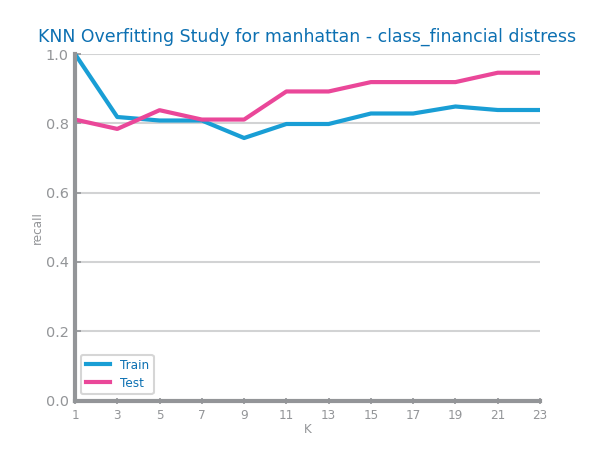 KNN Overfitting Study for manhattan - class_financial distress
1.0
0.8
0.6
0.4
0.2
0.0
recall
Train
Test
1 3 5 7 9 11 13 15 17 19 21 23
K